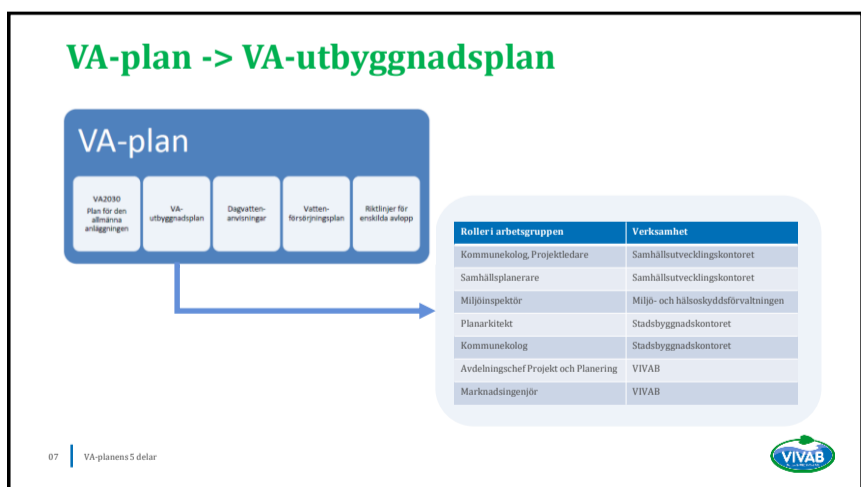 VA-plan -> VA-utbyggnadsplan
VA-plan
VA2030
Plan för den
allmänna
anläggningen
VA-
utbyggnadsplan
Dagvatten-
anvisningar
Vatten-
försörjningsplan
Riktlinjer för
enskilda avlopp
Roller i arbetsgruppen Verksamhet
Kommunekolog, Projektledare Samhällsutvecklingskontoret
Samhällsplanerare Samhällsutvecklingskontoret
Miljöinspektör Miljö- och hälsoskyddsförvaltningen
Planarkitekt Stadsbyggnadskontoret
Kommunekolog Stadsbyggnadskontoret
Avdelningschef Projekt och Planering VIVAB
Marknadsingenjör VIVAB
07 VA-planens 5 delar
VIVAB